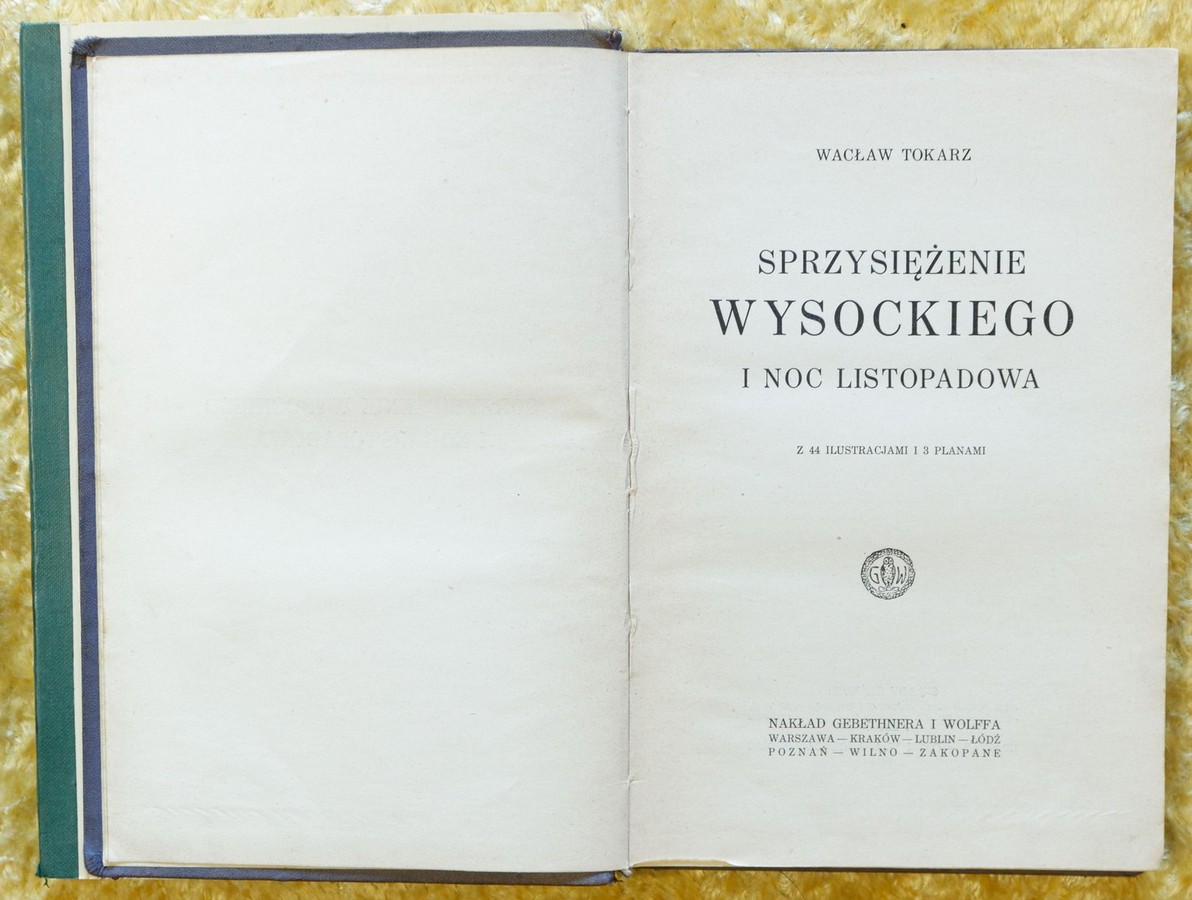 WACŁAW TOKARZ
SPRZYSIĘŻENIE
WYSOCKIEGO
I NOC LISTOPADOWA
Z 44 ILUSTRACJAMI I 3 PLANAMI
G W
NAKŁAD GEBETHNERA I WOLFFA
WARSZAWA — KRAKÓW — LUBLIN — ŁÓDŹ
POZNAŃ — WILNO — ZAKOPANE